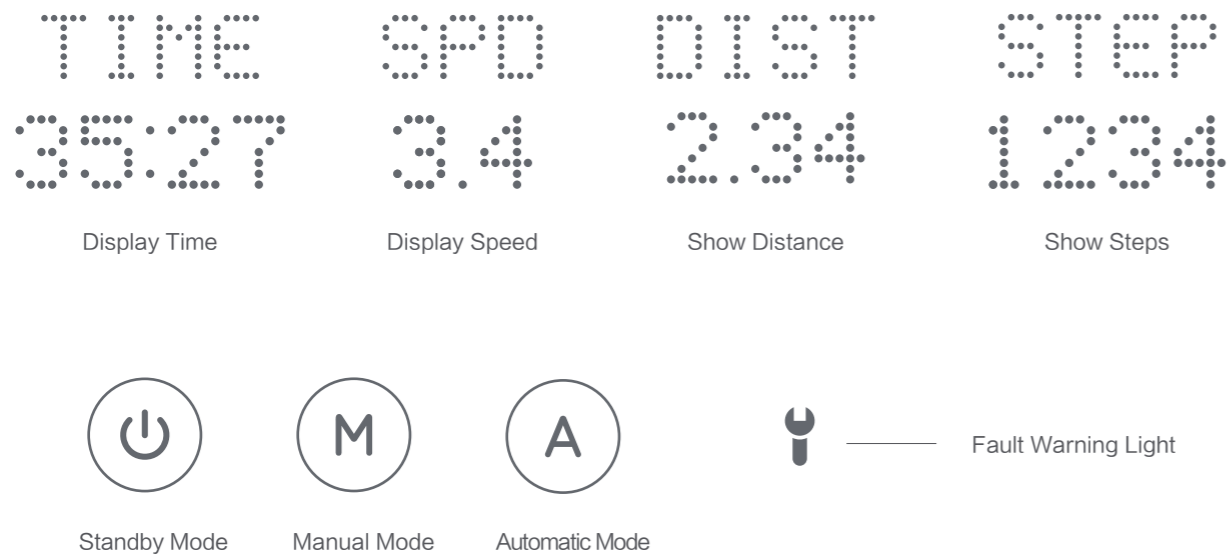 TIME SPD DIST STEP
35:27 3.4 2.34 1234
Display Time Display Speed Show Distance Show Steps
M A
Fault Warning Light
Standby Mode Manual Mode Automatic Mode